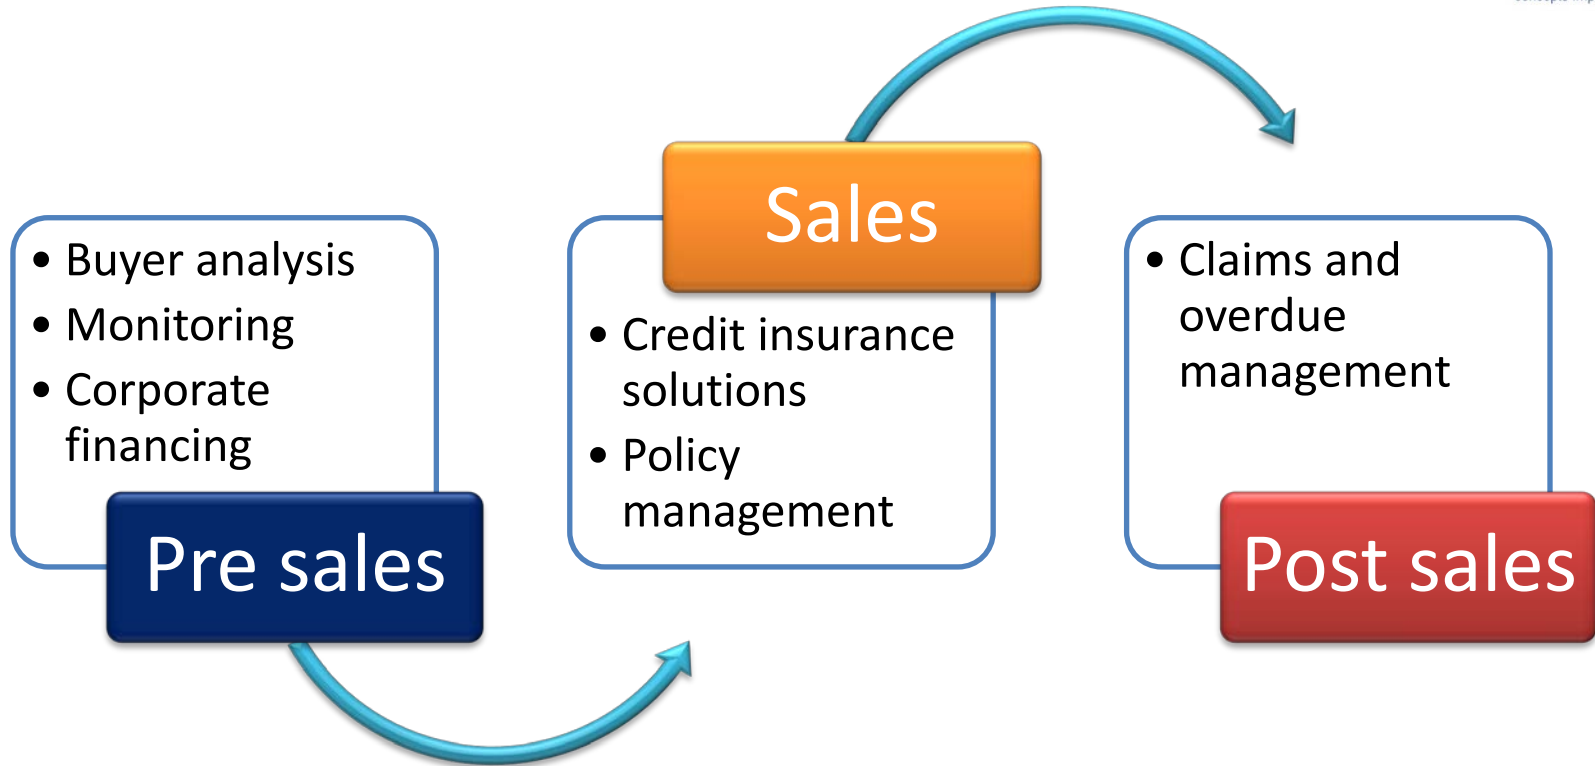 • Buyer analysis
• Monitoring
• Corporate
financing
Pre sales
Sales
• Credit insurance
solutions
• Policy
management
• Claims and
overdue
management
Post sales